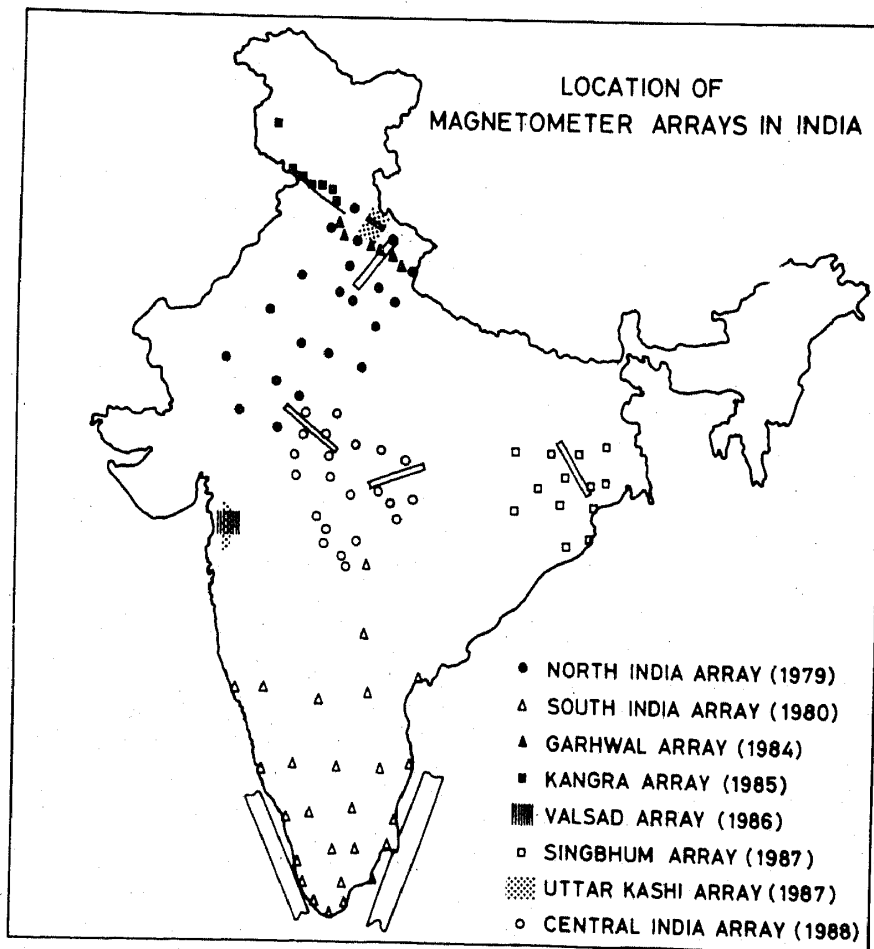 LOCATION OF
MAGNETOMETER ARRAYS IN INDIA
NORTH INDIA ARRAY (1979)
SOUTH INDIA ARRAY (1980)
GARHWAL ARRAY (1984)
KANGRA ARRAY (1985)
VALSAD ARRAY (1986)
SINGBHUM ARRAY (1987)
UTTAR KASHI ARRAY (1987)
CENTRAL INDIA ARRAY (1988)